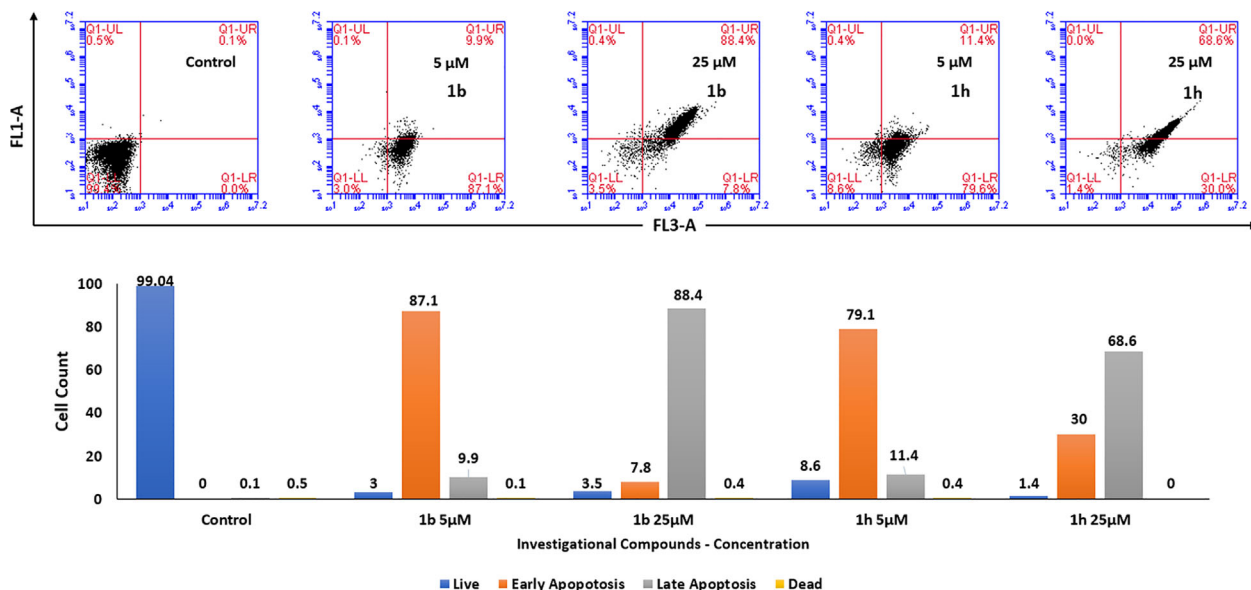 FL1-A
Q1-UL
0.5%
Q1-UR
0.1%
Control
Q1-LL
Q1-LR
0.0%
Q1-UL
0.1%
Q1-UR
9.9%
5 µM
1b
Q1-LL
3.0%
Q1-LR
87.1%
Q1-UL
0.4%
Q1-UR
88.4%
25 µM
1b
Q1-LL
3.5%
Q1-LR
7.8%
Q1-UL
0.4%
Q1-UR
11.4%
5 µM
1h
Q1-LL
8.6%
Q1-LR
79.6%
Q1-UL
0.0%
Q1-UR
68.6%
25 µM
1h
Q1-LL
1.4%
Q1-LR
30.0%
FL3-A
Cell Count
100
80
60
40
20
0
99.04
0
0.1
0.5
3
87.1
9.9
0.1
3.5
7.8
88.4
0.4
8.6
79.1
11.4
0.4
1.4
30
68.6
0
Control
1b 5µM
1b 25µM
1h 5µM
1h 25µM
Investigational Compounds - Concentration
Live
Early Apopotosis
Late Apoptosis
Dead